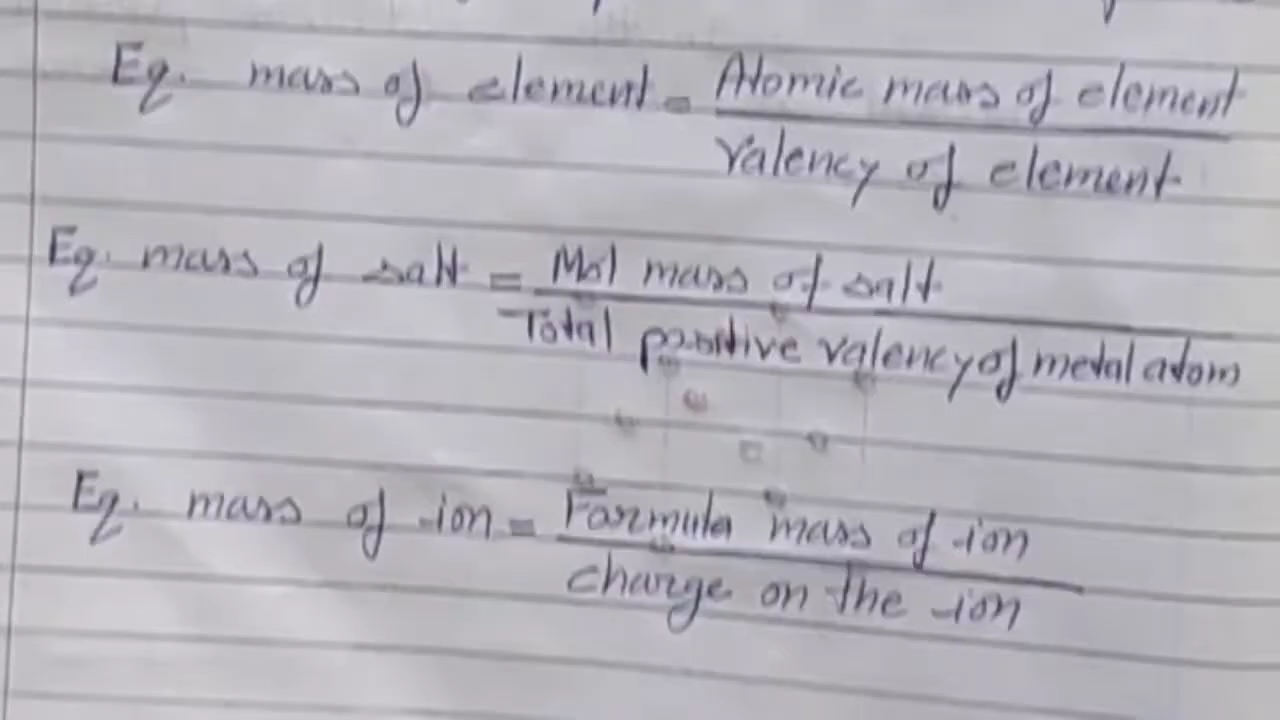 Eq. mass of element = Atomic mass of element
Valency of element
Eq. mass of salt = Mol mass of salt
Total positive valency of metal atom
Eq. mass of ion = Formula mass of ion
charge on the ion